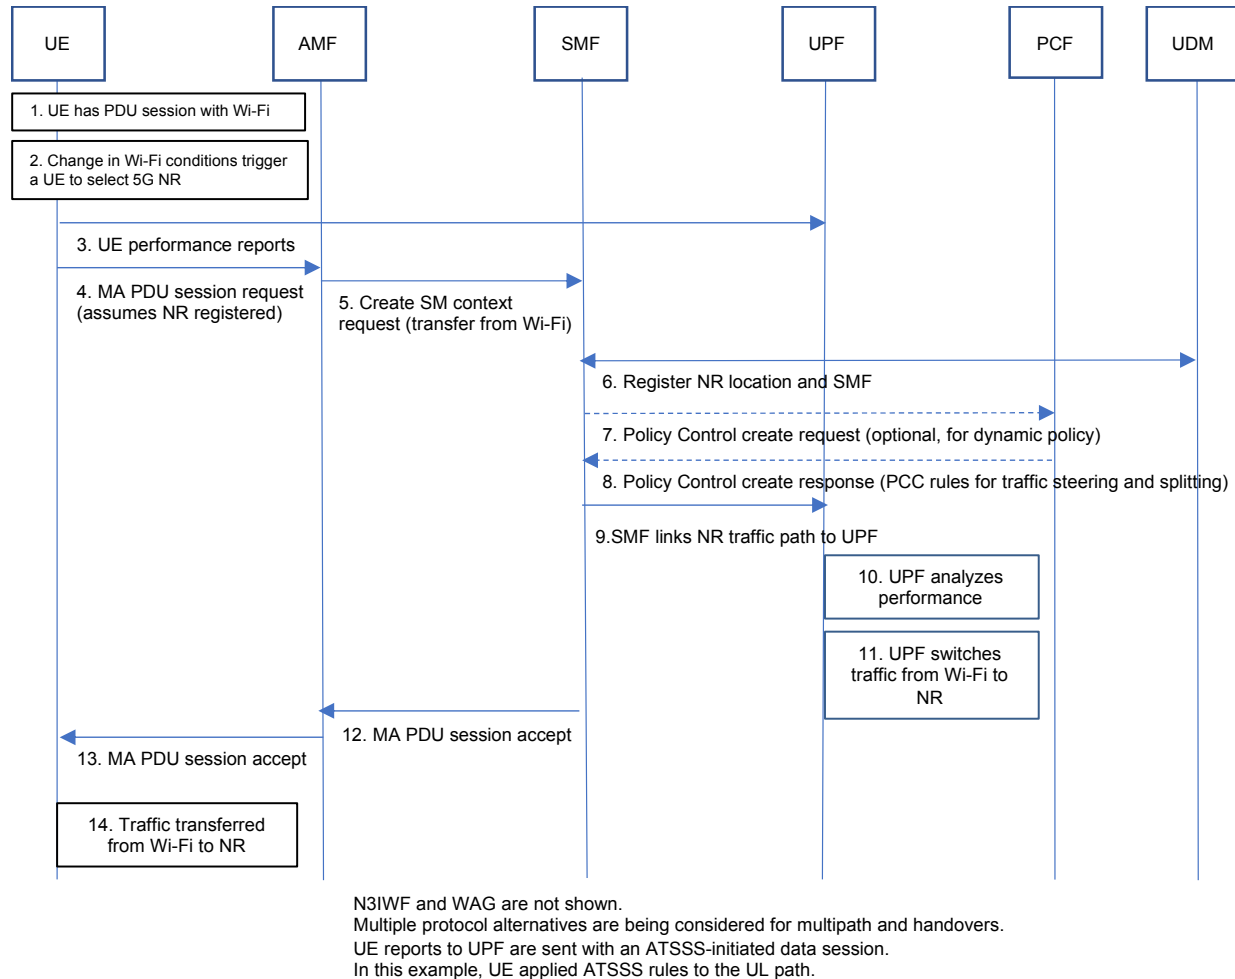 UE
AMF
SMF
UPF
PCF
UDM
1. UE has PDU session with Wi-Fi
2. Change in Wi-Fi conditions trigger
a UE to select 5G NR
3. UE performance reports
4. MA PDU session request
(assumes NR registered)
5. Create SM context
request (transfer from Wi-Fi)
6. Register NR location and SMF
7. Policy Control create request (optional, for dynamic policy)
8. Policy Control create response (PCC rules for traffic steering and splitting)
9.SMF links NR traffic path to UPF
10. UPF analyzes
performance
11. UPF switches
traffic from Wi-Fi to
NR
12. MA PDU session accept
13. MA PDU session accept
14. Traffic transferred
from Wi-Fi to NR
N3IWF and WAG are not shown.
Multiple protocol alternatives are being considered for multipath and handovers.
UE reports to UPF are sent with an ATSSS-initiated data session.
In this example, UE applied ATSSS rules to the UL path.